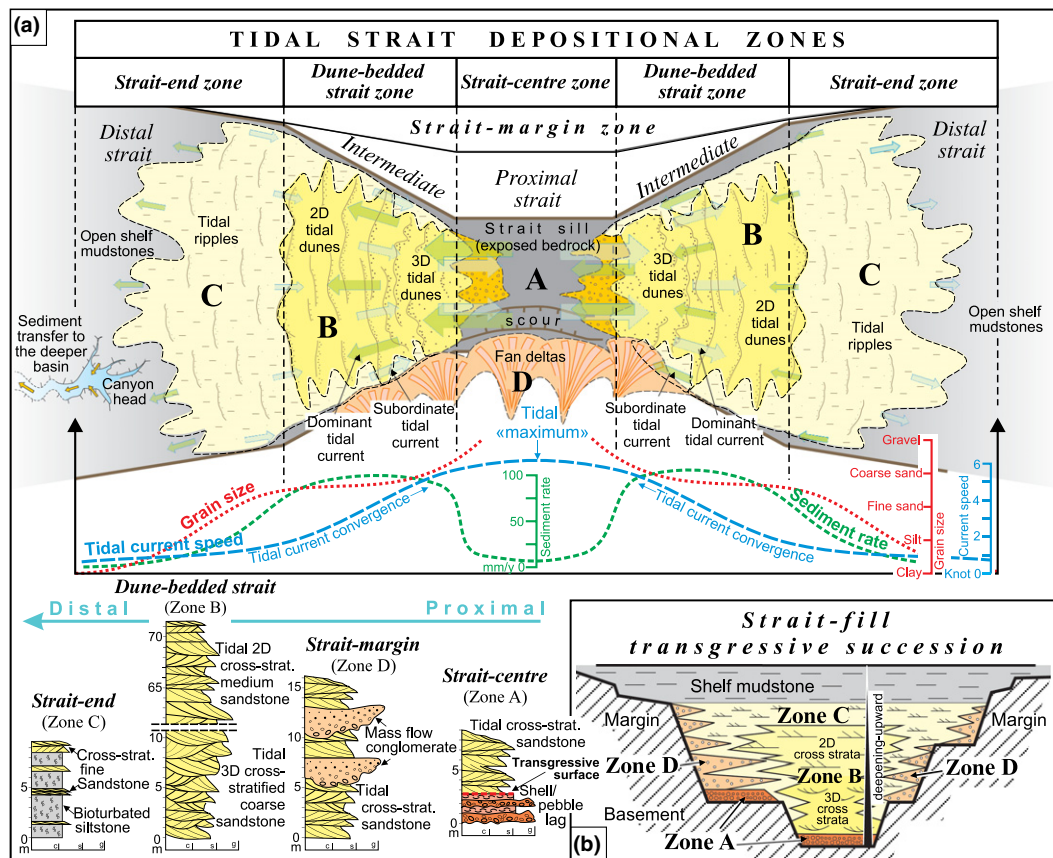 (a)
TIDAL STRAIT DEPOSITIONAL ZONES
Strait-end zone
Dune-bedded
strait zone
Strait-centre zone
Dune-bedded
strait zone
Strait-end zone
Strait-margin zone
Distal
strait
Intermediate
Proximal
strait
Intermediate
Distal
strait
Strait sill
(exposed bedrock)
A
scour
Fan deltas
D
2D
tidal
dunes
3D
tidal
dunes
B
Tidal
ripples
C
Open shelf
mudstones
Sediment
transfer to
the deeper
basin
Canyon
head
3D
tidal
dunes
B
2D
tidal
dunes
C
Tidal
ripples
Open shelf
mudstones
Dominant
tidal
current
Subordinate
tidal
current
Tidal
«maximum»
Subordinate
tidal
current
Dominant
tidal current
Grain size
Tidal current speed
Tidal current convergence
100
50
mm/y 0
Sediment rate
Tidal current convergence
Sediment rate
Gravel
Coarse sand
Fine sand
Silt
Clay
Grain size
6
4
2
Knot 0
Current speed
Distal
Proximal
Dune-bedded strait
(Zone B)
70
65
10
5
0
m
c
s
g
Tidal 2D
cross-strat.
medium
sandstone
Tidal
3D cross-
stratified
coarse
sandstone
Strait-end
(Zone C)
5
0
m
c
s
g
Cross-strat.
fine
Sandstone
Bioturbated
siltstone
Strait-margin
(Zone D)
15
10
5
0
m
c
s
g
Mass flow
conglomerate
Tidal
cross-strat.
sandstone
Strait-centre
(Zone A)
Tidal cross-strat.
sandstone
Transgressive
surface
Shell/
pebble
lag
5
0
m
c
s
g
Strait-fill
transgressive succession
Shelf mudstone
Margin
Zone C
Margin
2D
cross strata
Zone D
Zone B
Zone D
3D
cross
strata
deepening-upward
Basement
Zone A
(b)